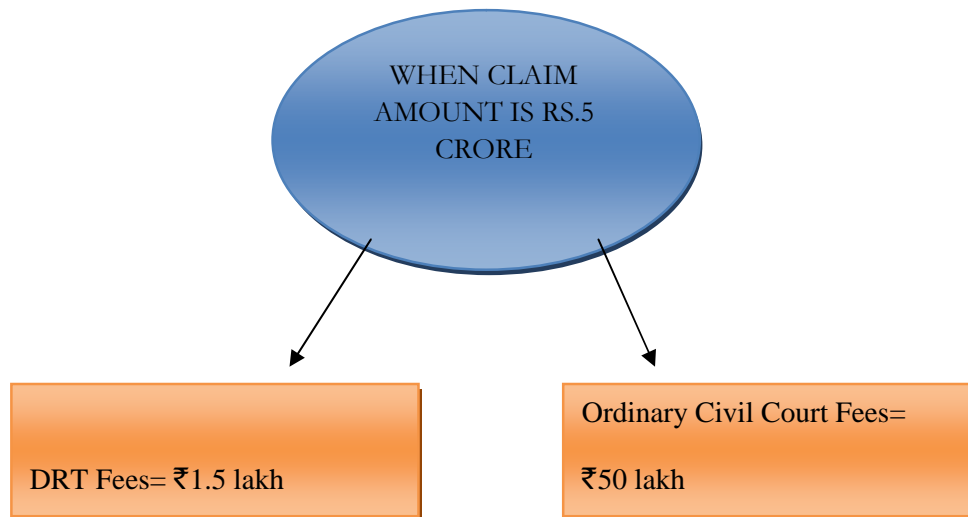 WHEN CLAIM
AMOUNT IS RS.5
CRORE
DRT Fees= ₹1.5 lakh
Ordinary Civil Court Fees=
₹50 lakh